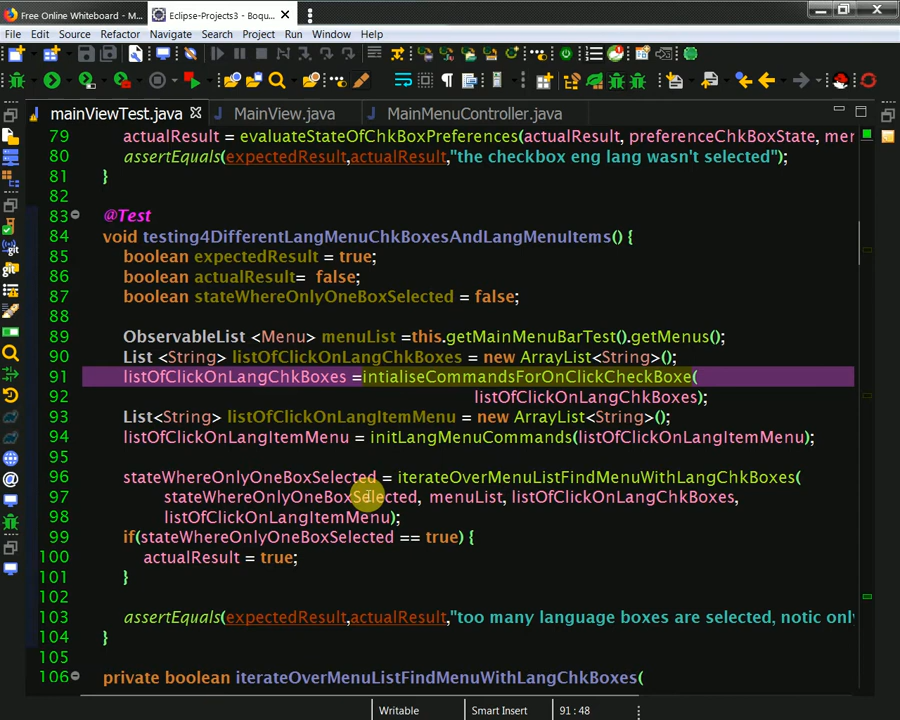 Free Online Whiteboard - M...
Eclipse-Projects3 - Boqu...
File Edit Source Refactor Navigate Search Project Run Window Help
mainViewTest.java MainView.java MainMenuController.java
79 actualResult = evaluateStateOfChkBoxPreferences(actualResult, preferenceChkBoxState, mer
80 assertEquals(expectedResult,actualResult,"the checkbox eng lang wasn't selected");
81 }
82
83 @Test
84 void testing4DifferentLangMenuChkBoxesAndLangMenuItems() {
85 boolean expectedResult = true;
86 boolean actualResult= false;
87 boolean stateWhereOnlyOneBoxSelected = false;
88
89 ObservableList <Menu> menuList =this.getMainMenuBarTest().getMenus();
90 List <String> listOfClickOnLangChkBoxes = new ArrayList<String>();
91 listOfClickOnLangChkBoxes =intialiseCommandsForOnClickCheckBoxe(
92 listOfClickOnLangChkBoxes);
93 List<String> listOfClickOnLangItemMenu = new ArrayList<String>();
94 listOfClickOnLangItemMenu = initLangMenuCommands(listOfClickOnLangItemMenu);
95
96 stateWhereOnlyOneBoxSelected = iterateOverMenuListFindMenuWithLangChkBoxes(
97 stateWhereOnlyOneBoxSelected, menuList, listOfClickOnLangChkBoxes,
98 listOfClickOnLangItemMenu);
99 if(stateWhereOnlyOneBoxSelected == true) {
100 actualResult = true;
101 }
102
103 assertEquals(expectedResult,actualResult,"too many language boxes are selected, notic only
104 }
105
106 private boolean iterateOverMenuListFindMenuWithLangChkBoxes(
Writable Smart Insert 91 : 48